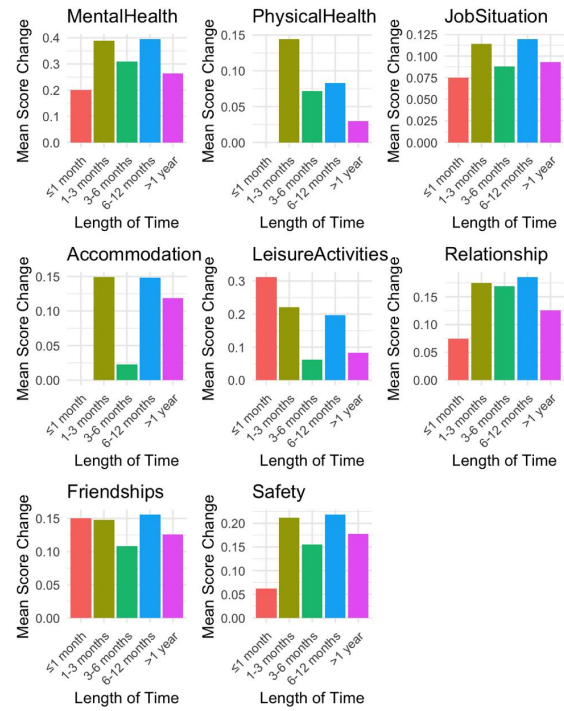 MentalHealth
Mean Score Change
0.4
0.3
0.2
0.1
0.0
≤1 month
1-3 months
3-6 months
6-12 months
>1 year
Length of Time
PhysicalHealth
Mean Score Change
0.15
0.10
0.05
0.00
≤1 month
1-3 months
3-6 months
6-12 months
>1 year
Length of Time
JobSituation
Mean Score Change
0.125
0.100
0.075
0.050
0.025
0.000
≤1 month
1-3 months
3-6 months
6-12 months
>1 year
Length of Time
Accommodation
Mean Score Change
0.15
0.10
0.05
0.00
≤1 month
1-3 months
3-6 months
6-12 months
>1 year
Length of Time
LeisureActivities
Mean Score Change
0.3
0.2
0.1
0.0
≤1 month
1-3 months
3-6 months
6-12 months
>1 year
Length of Time
Relationship
Mean Score Change
0.15
0.10
0.05
0.00
≤1 month
1-3 months
3-6 months
6-12 months
>1 year
Length of Time
Friendships
Mean Score Change
0.15
0.10
0.05
0.00
≤1 month
1-3 months
3-6 months
6-12 months
>1 year
Length of Time
Safety
Mean Score Change
0.20
0.15
0.10
0.05
0.00
≤1 month
1-3 months
3-6 months
6-12 months
>1 year
Length of Time